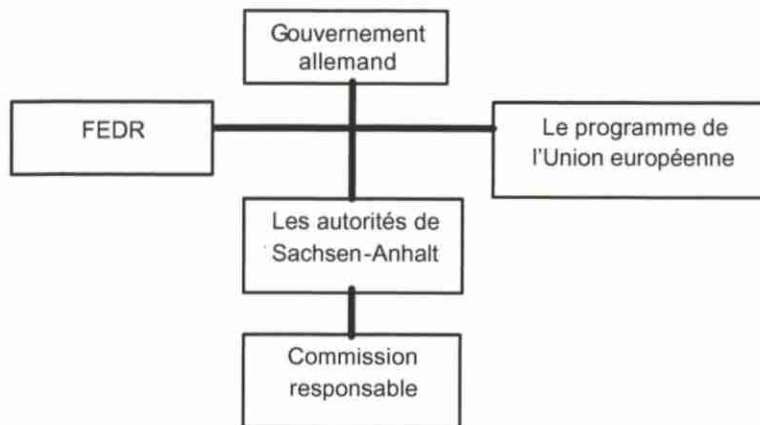 Gouvernement
allemand
FEDR
Le programme de
l'Union européenne
Les autorités de
Sachsen-Anhalt
Commission
responsable